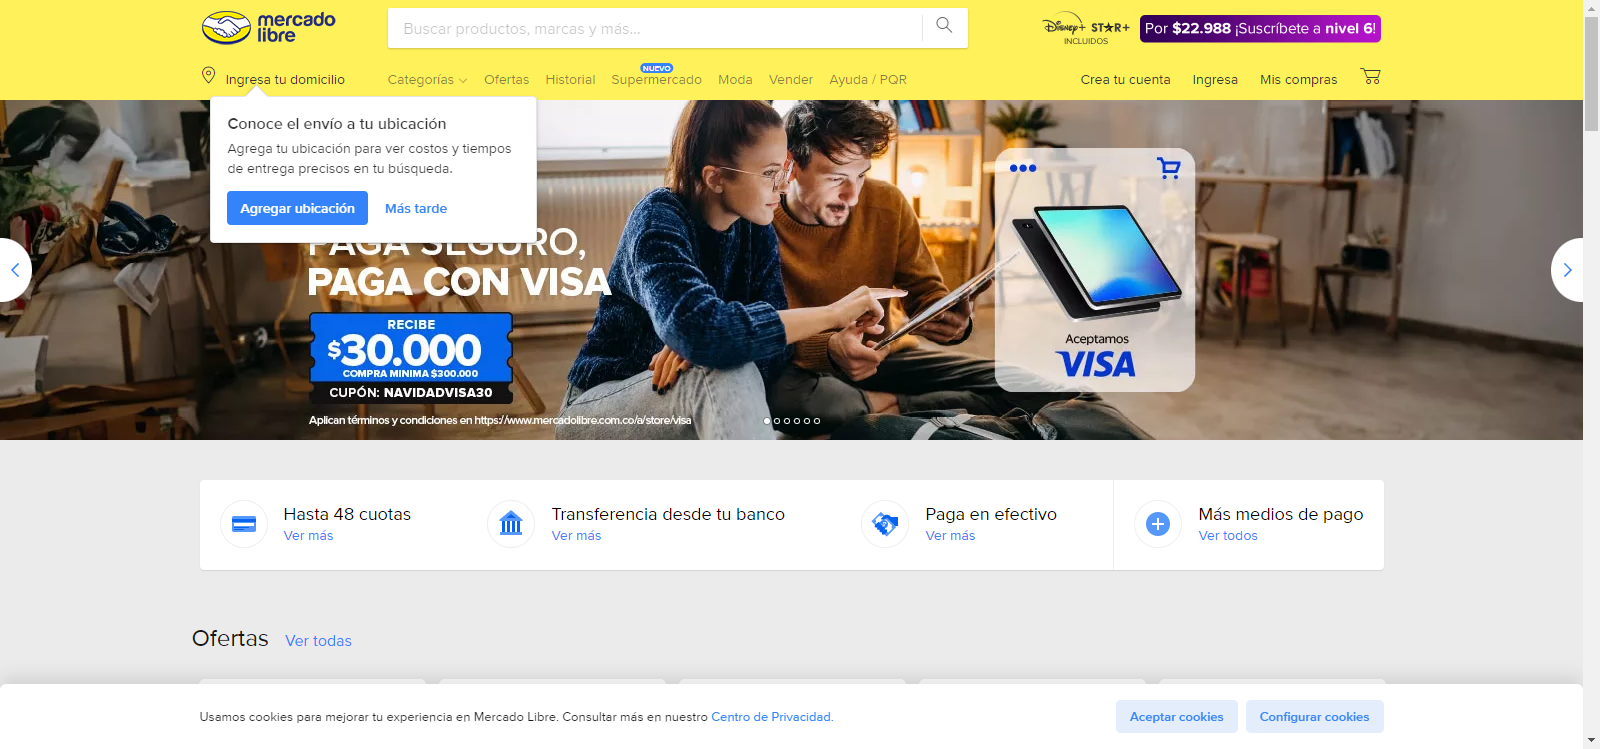 mercado
libre
Buscar productos, marcas y más...
Disney+ STAR+
INCLUIDOS
Por $22.988 ¡Suscríbete a nivel 6!
Ingresa tu domicilio
Categorías
Ofertas
Historial
Supermercado
NUEVO
Moda
Vender
Ayuda / PQR
Crea tu cuenta
Ingresa
Mis compras
Conoce el envío a tu ubicación
Agrega tu ubicación para ver costos y tiempos
de entrega precisos en tu búsqueda.
Agregar ubicación
Más tarde
PAGA SEGURO,
PAGA CON VISA
RECIBE
$30.000
COMPRA MINIMA $300.000
CUPÓN: NAVIDADVISA30
Aplican términos y condiciones en https://www.mercadolibre.com.co/a/store/visa
Aceptamos
VISA
Hasta 48 cuotas
Ver más
Transferencia desde tu banco
Ver más
Paga en efectivo
Ver más
Más medios de pago
Ver todos
Ofertas
Ver todas
Usamos cookies para mejorar tu experiencia en Mercado Libre. Consultar más en nuestro Centro de Privacidad.
Aceptar cookies
Configurar cookies